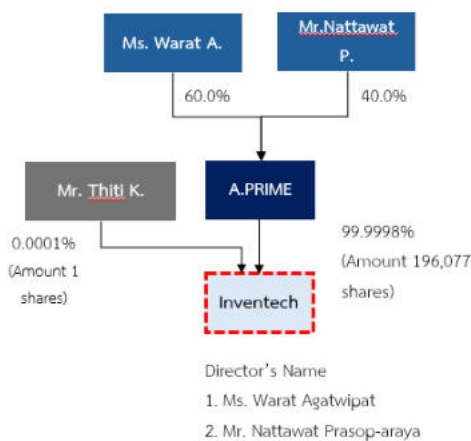 Ms. Warat A.
Mr.Nattawat
P.
60.0%
40.0%
Mr. Thiti K.
A.PRIME
0.0001%
(Amount 1
shares)
99.9998%
(Amount 196,077
shares)
Inventech
Director's Name
1. Ms. Warat Agatwipat
2. Mr. Nattawat Prasop-araya